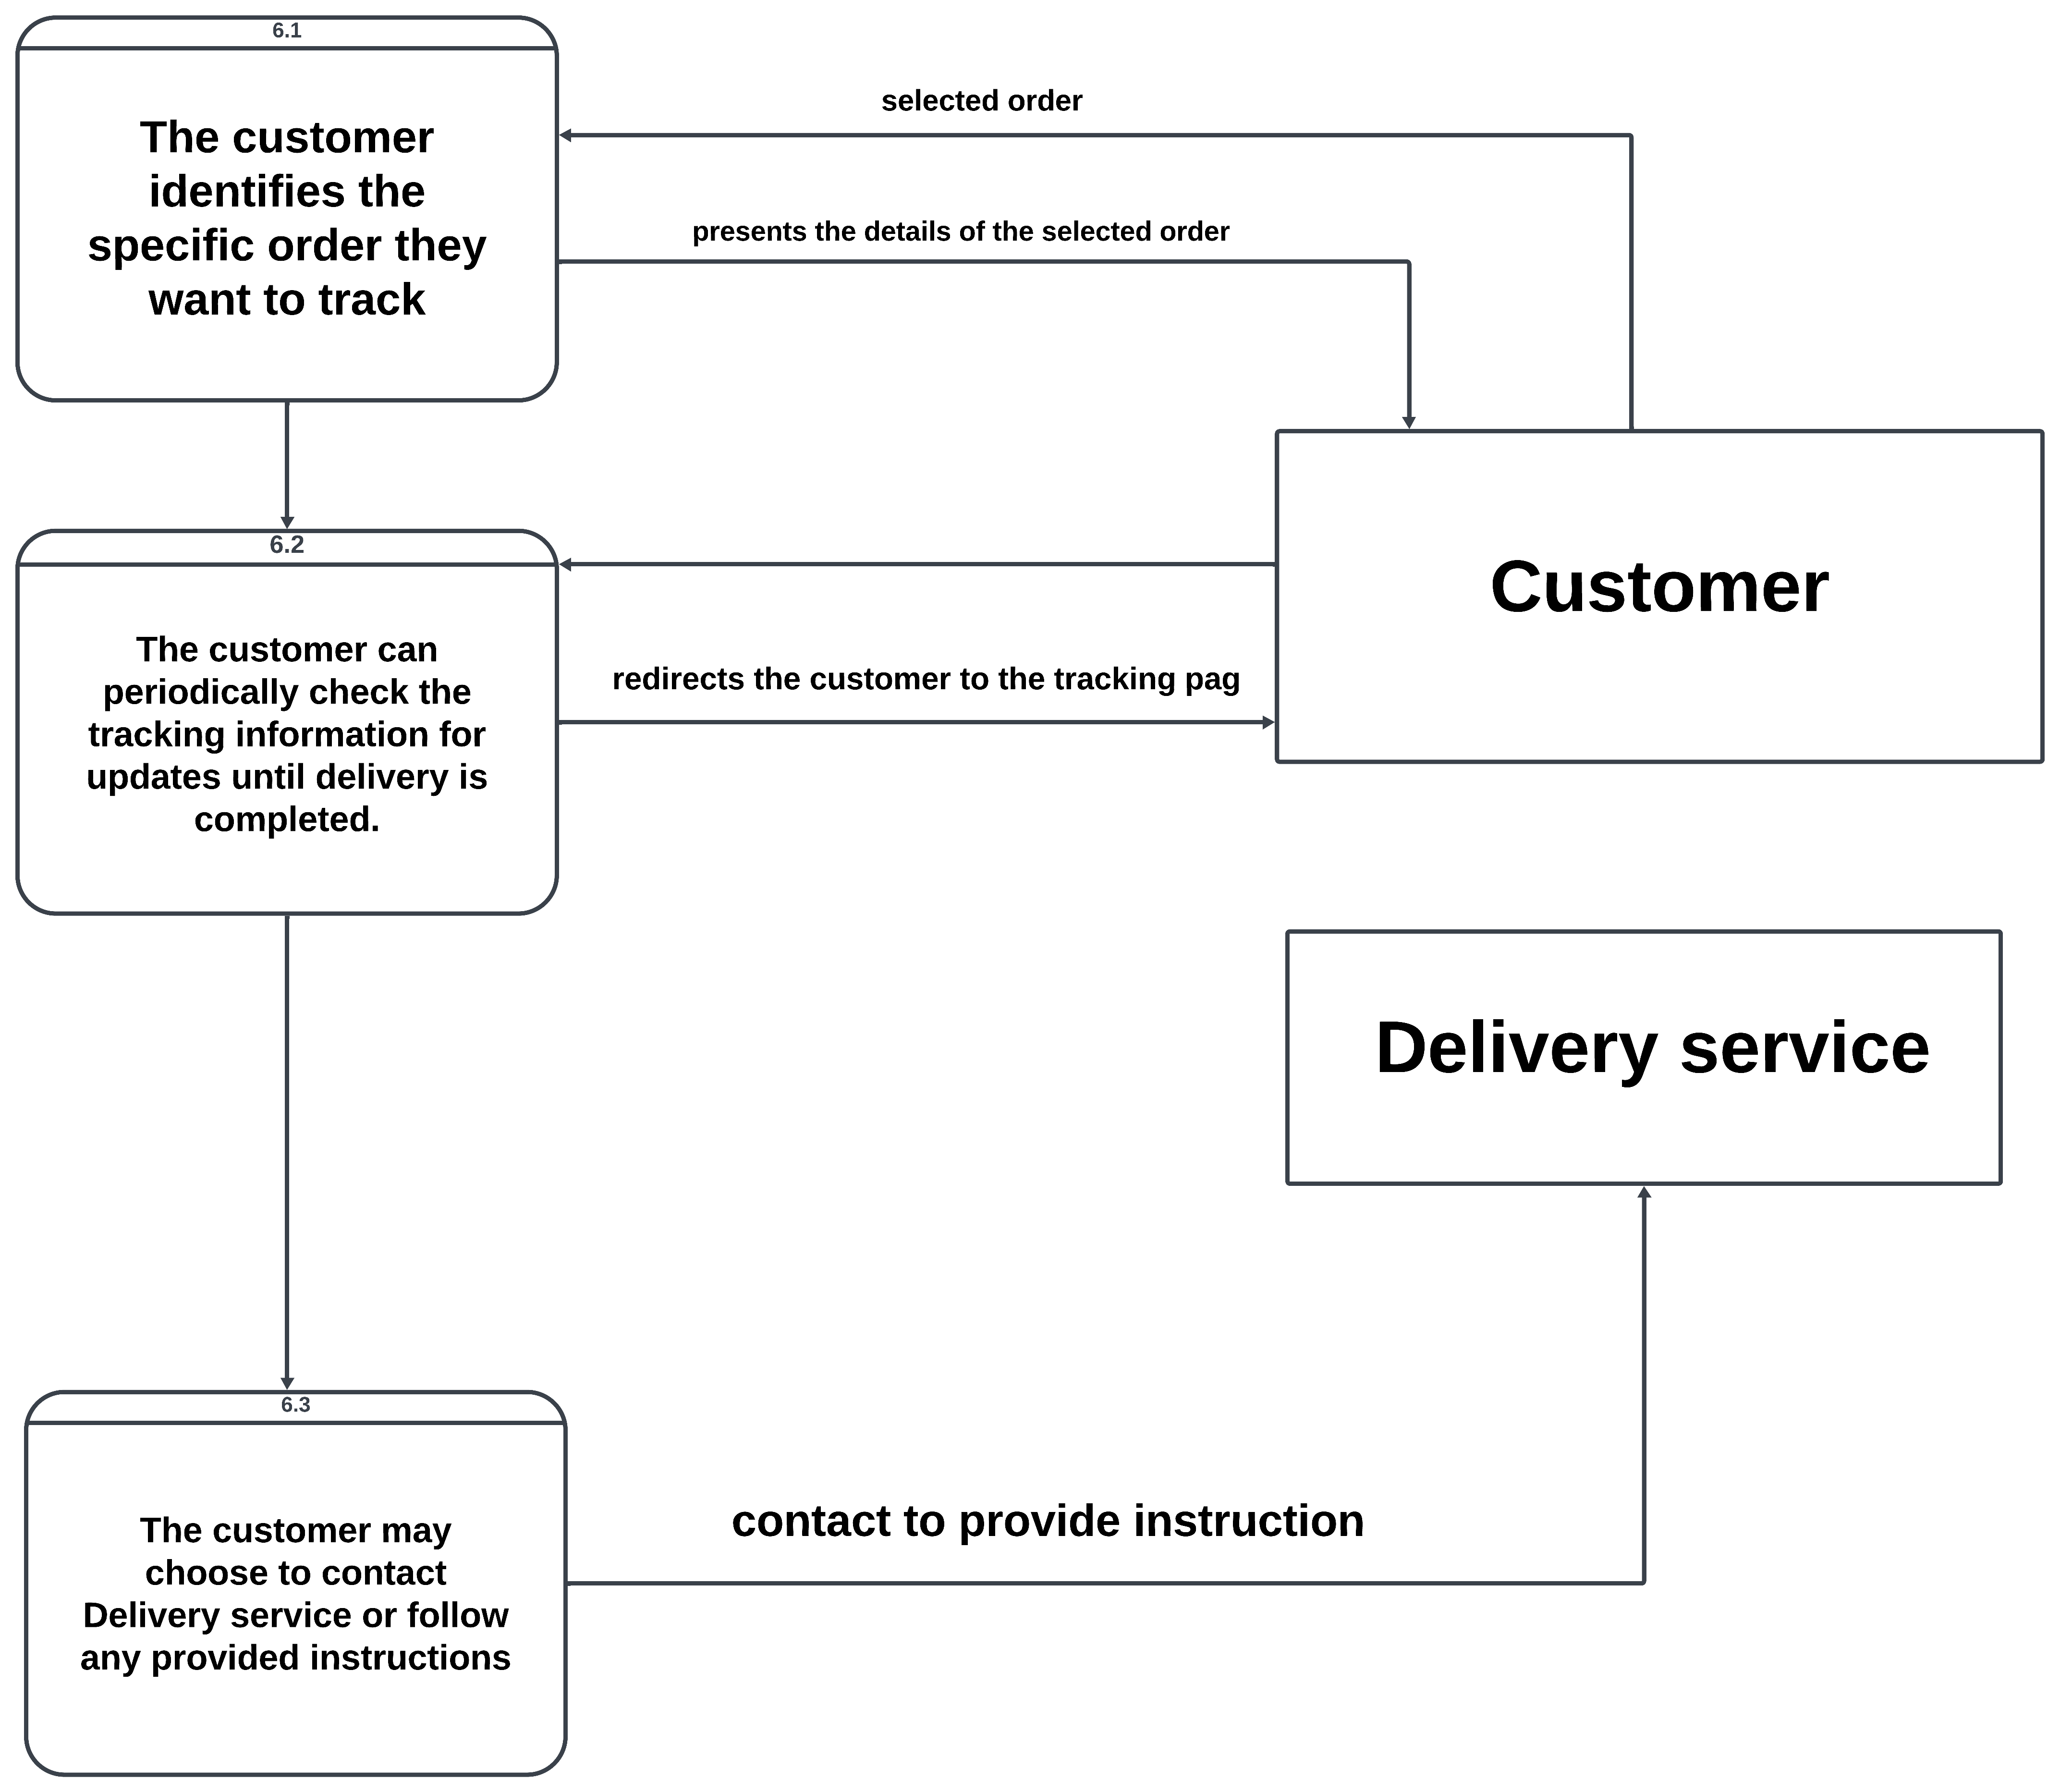 6.1
The customer
identifies the
specific order they
want to track
selected order
presents the details of the selected order
6.2
The customer can
periodically check the
tracking information for
updates until delivery is
completed.
redirects the customer to the tracking pag
Customer
Delivery service
6.3
The customer may
choose to contact
Delivery service or follow
any provided instructions
contact to provide instruction